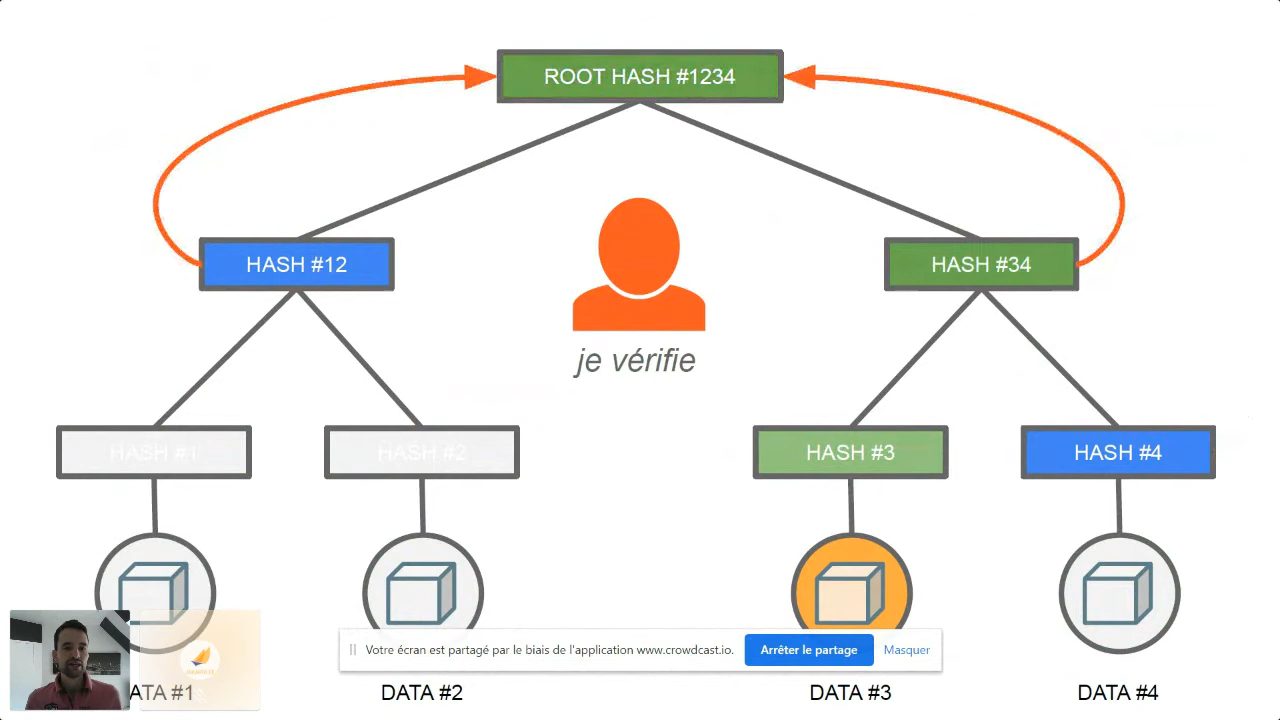 ROOT HASH #1234
HASH #12
HASH #34
je vérifie
HASH #1
HASH #2
HASH #3
HASH #4
Votre écran est partagé par le biais de l'application www.crowdcast.io.
Arrêter le partage
Masquer
ATA #1
DATA #2
DATA #3
DATA #4